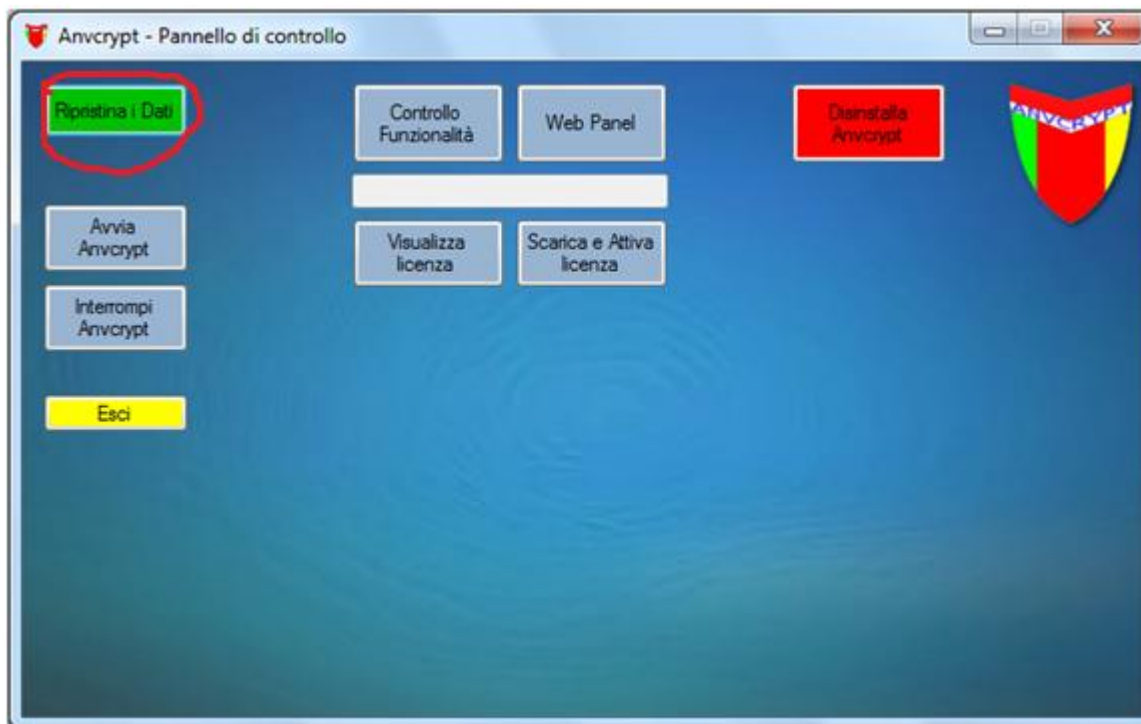 Anvcrypt - Pannello di controllo
Ripristina i Dati
Controllo
Funzionalità
Web Panel
Disinstalla
Anvcrypt
ANVCRYPT
Avvia
Anvcrypt
Visualizza
licenza
Scarica e Attiva
licenza
Interrompi
Anvcrypt
Esci